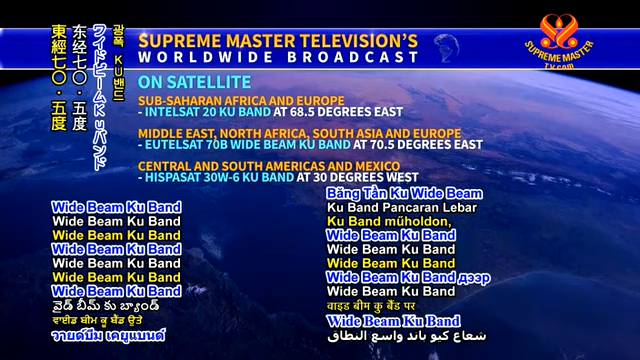 東經七〇·五度
东经七〇·五度
ワイドビームKuバンド
광폭 KU밴드
SUPREME MASTER TELEVISION'S
WORLDWIDE BROADCAST
SUPREME MASTER
TV.COM
ON SATELLITE
SUB-SAHARAN AFRICA AND EUROPE
- INTELSAT 20 KU BAND AT 68.5 DEGREES EAST
MIDDLE EAST, NORTH AFRICA, SOUTH ASIA AND EUROPE
- EUTELSAT 70B WIDE BEAM KU BAND AT 70.5 DEGREES EAST
CENTRAL AND SOUTH AMERICAS AND MEXICO
- HISPASAT 30W-6 KU BAND AT 30 DEGREES WEST
Wide Beam Ku Band
Wide Beam Ku Band
Wide Beam Ku Band
Wide Beam Ku Band
Wide Beam Ku Band
Wide Beam Ku Band
Wide Beam Ku Band
వైడ్ బీమ్ కు బ్యాండ్
ਵਾਈਡ ਬੀਮ ਕੂ ਬੈਂਡ ਉਤੇ
วายด์บีม เคยูแบนด์
Băng Tần Ku Wide Beam
Ku Band Pancaran Lebar
Ku Band műholdon,
Wide Beam Ku Band
Wide Beam Ku Band
Wide Beam Ku Band
Wide Beam Ku Band дээр
Wide Beam Ku Band
वाइड बीम कु बैंड पर
Wide Beam Ku Band
شعاع كيو باند واسع النطاق